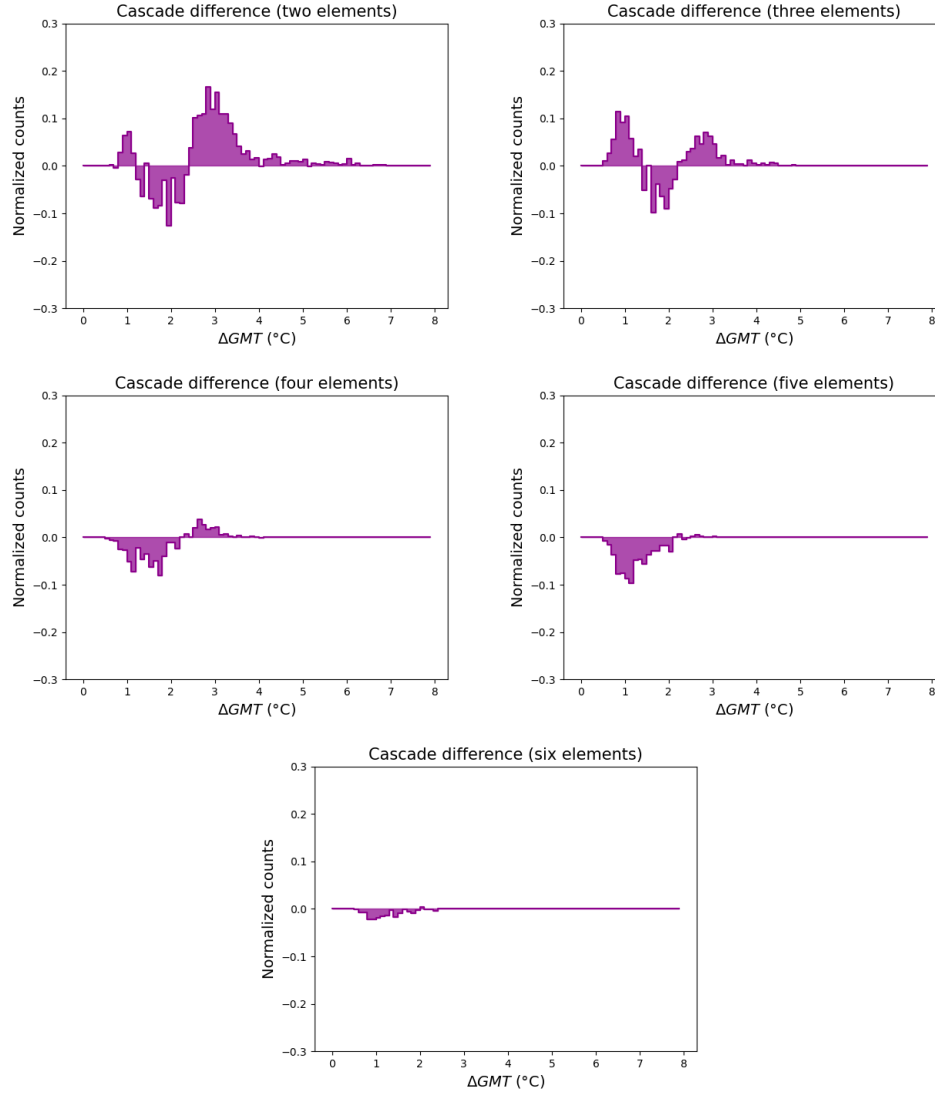 Cascade difference (two elements)
0.3
0.2
0.1
0.0
−0.1
−0.2
−0.3
Normalized counts
0 1 2 3 4 5 6 7 8
ΔGMT (°C)
Cascade difference (three elements)
0.3
0.2
0.1
0.0
−0.1
−0.2
−0.3
Normalized counts
0 1 2 3 4 5 6 7 8
ΔGMT (°C)
Cascade difference (four elements)
0.3
0.2
0.1
0.0
−0.1
−0.2
−0.3
Normalized counts
0 1 2 3 4 5 6 7 8
ΔGMT (°C)
Cascade difference (five elements)
0.3
0.2
0.1
0.0
−0.1
−0.2
−0.3
Normalized counts
0 1 2 3 4 5 6 7 8
ΔGMT (°C)
Cascade difference (six elements)
0.3
0.2
0.1
0.0
−0.1
−0.2
−0.3
Normalized counts
0 1 2 3 4 5 6 7 8
ΔGMT (°C)